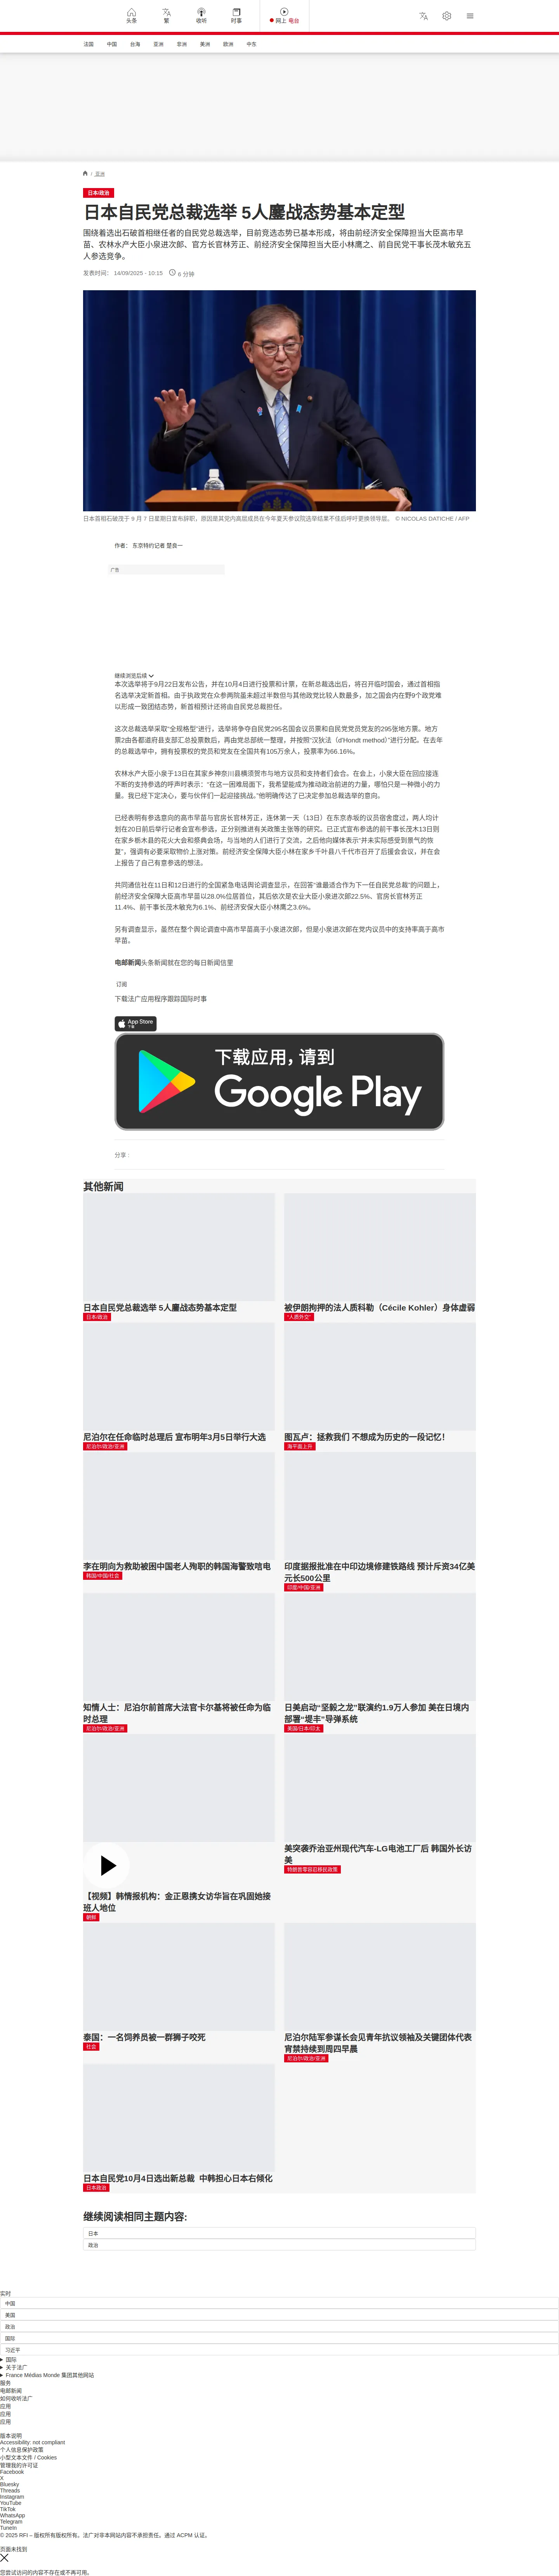 头条
繁
收听
时事
网上 电台
法国
中国
台海
亚洲
非洲
美洲
欧洲
中东
/ 亚洲
日本/政治
日本自民党总裁选举 5人鏖战态势基本定型
围绕着选出石破首相继任者的自民党总裁选举，目前竞选态势已基本形成，将由前经济安全保障担当大臣高市早
苗、农林水产大臣小泉进次郎、官方长官林芳正、前经济安全保障担当大臣小林鹰之、前自民党干事长茂木敏充五
人参选竞争。
发表时间： 14/09/2025 - 10:15
6 分钟
日本首相石破茂于 9 月 7 日星期日宣布辞职，原因是其党内高层成员在今年夏天参议院选举结果不佳后呼吁更换领导层。 © NICOLAS DATICHE / AFP
作者： 东京特约记者 楚良一
广告
继续浏览后续
本次选举将于9月22日发布公告，并在10月4日进行投票和计票，在新总裁选出后，将召开临时国会，通过首相指
名选举决定新首相。由于执政党在众参两院虽未超过半数但与其他政党比较人数最多，加之国会内在野9个政党难
以形成一致团结态势，新首相预计还将由自民党总裁担任。
这次总裁选举采取“全规格型”进行，选举将争夺自民党295名国会议员票和自民党党员党友的295张地方票。地方
票2由各都道府县支部汇总投票数后，再由党总部统一整理，并按照“汉狄法（d'Hondt method）”进行分配。在去年
的总裁选举中，拥有投票权的党员和党友在全国共有105万余人，投票率为66.16%。
农林水产大臣小泉于13日在其家乡神奈川县横须贺市与地方议员和支持者们会合。在会上，小泉大臣在回应接连
不断的支持参选的呼声时表示：“在这一困难局面下，我希望能成为推动政治前进的力量，哪怕只是一种微小的力
量。我已经下定决心，要与伙伴们一起迎接挑战。”他明确传达了已决定参加总裁选举的意向。
已经表明有参选意向的高市早苗与官房长官林芳正，连休第一天（13日）在东京赤坂的议员宿舍度过，两人均计
划在20日前后举行记者会宣布参选，正分别推进有关政策主张等的研究。已正式宣布参选的前干事长茂木13日则
在家乡枥木县的花火大会和祭典会场，与当地的人们进行了交流，之后他向媒体表示“并未实际感受到景气的恢
复”，强调有必要采取物价上涨对策。前经济安全保障大臣小林在家乡千叶县八千代市召开了后援会会议，并在会
上报告了自己有意参选的想法。
共同通信社在11日和12日进行的全国紧急电话舆论调查显示，在回答“谁最适合作为下一任自民党总裁”的问题上，
前经济安全保障大臣高市早苗以28.0%位居首位，其后依次是农业大臣小泉进次郎22.5%、官房长官林芳正
11.4%、前干事长茂木敏充为6.1%、前经济安保大臣小林鹰之3.6%。
另有调查显示，虽然在整个舆论调查中高市早苗高于小泉进次郎，但是小泉进次郎在党内议员中的支持率高于高市
早苗。
电邮新闻头条新闻就在您的每日新闻信里
订阅
下载法广应用程序跟踪国际时事
App Store
下载
下载应用，请到
Google Play
分享 :
其他新闻
日本自民党总裁选举 5人鏖战态势基本定型
日本/政治
被伊朗拘押的法人质科勒（Cécile Kohler）身体虚弱
“人质外交”
尼泊尔在任命临时总理后 宣布明年3月5日举行大选
尼泊尔/政治/亚洲
图瓦卢：拯救我们 不想成为历史的一段记忆！
海平面上升
李在明向为救助被困中国老人殉职的韩国海警致唁电
韩国/中国/社会
印度据报批准在中印边境修建铁路线 预计斥资34亿美
元长500公里
印度/中国/亚洲
知情人士：尼泊尔前首席大法官卡尔基将被任命为临
时总理
尼泊尔/政治/亚洲
日美启动“坚毅之龙”联演约1.9万人参加 美在日境内
部署“堤丰”导弹系统
美国/日本/印太
【视频】韩情报机构：金正恩携女访华旨在巩固她接
班人地位
朝鲜
美突袭乔治亚州现代汽车-LG电池工厂后 韩国外长访
美
特朗普零容忍移民政策
泰国：一名饲养员被一群狮子咬死
社会
尼泊尔陆军参谋长会见青年抗议领袖及关键团体代表
宵禁持续到周四早晨
尼泊尔/政治/亚洲
日本自民党10月4日选出新总裁 中韩担心日本右倾化
日本政治
继续阅读相同主题内容:
日本
政治
实时
中国
美国
政治
国际
习近平
国际
关于法广
France Médias Monde 集团其他网站
服务
电邮新闻
如何收听法广
应用
应用
应用
版本说明
Accessibility: not compliant
个人信息保护政策
小型文本文件 / Cookies
管理我的许可证
Facebook
X
Bluesky
Threads
Instagram
YouTube
TikTok
WhatsApp
Telegram
TuneIn
© 2025 RFI – 版权所有版权所有。法广对非本网站内容不承担责任。通过 ACPM 认证。
页面未找到
您尝试访问的内容不存在或不再可用。